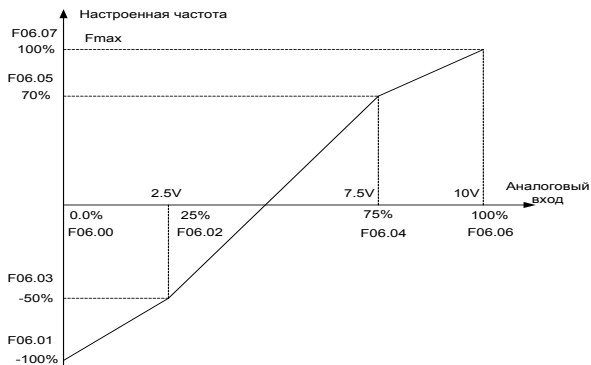 Настроенная частота
F06.07
100%
Fmax
F06.05
70%
2.5V
7.5V
10V
Аналоговый
вход
0.0%
25%
75%
100%
F06.00
F06.02
F06.04
F06.06
F06.03
-50%
F06.01
-100%